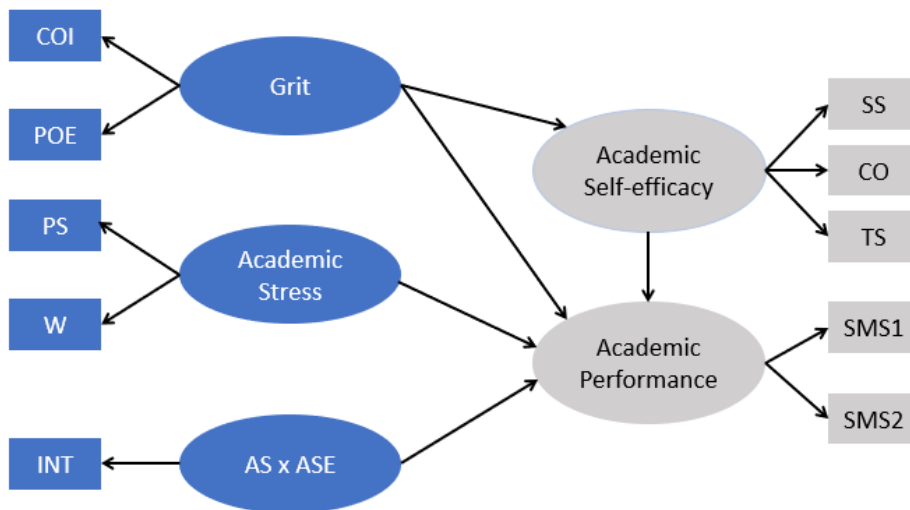 COI
POE
PS
W
INT
Grit
Academic
Stress
AS x ASE
Academic
Self-efficacy
Academic
Performance
SS
CO
TS
SMS1
SMS2